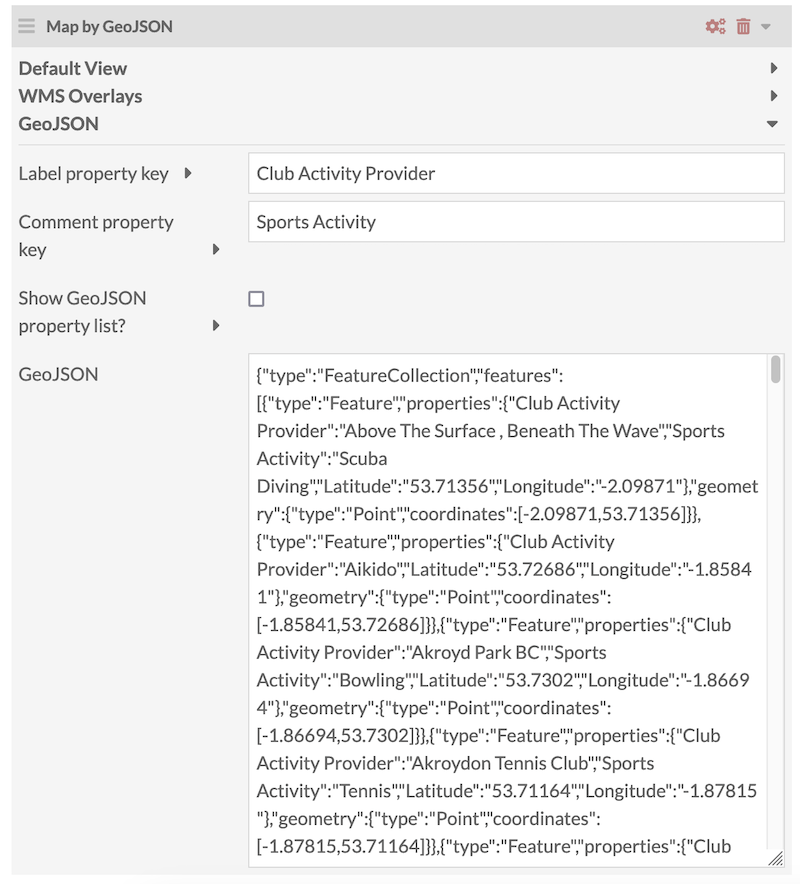 Map by GeoJSON
Default View
WMS Overlays
GeoJSON
Label property key
Club Activity Provider
Comment property
key
Sports Activity
Show GeoJSON
property list?
GeoJSON
{"type":"FeatureCollection","features":
[{"type":"Feature","properties":{"Club Activity
Provider":"Above The Surface , Beneath The Wave","Sports
Activity":"Scuba
Diving","Latitude":"53.71356","Longitude":"-2.09871"},"geomet
ry":{"type":"Point","coordinates":[-2.09871,53.71356]}},
{"type":"Feature","properties":{"Club Activity
Provider":"Aikido","Latitude":"53.72686","Longitude":"-1.8584
1"},"geometry":{"type":"Point","coordinates":
[-1.85841,53.72686]}},{"type":"Feature","properties":{"Club
Activity Provider":"Akroyd Park BC","Sports
Activity":"Bowling","Latitude":"53.7302","Longitude":"-1.8669
4"},"geometry":{"type":"Point","coordinates":
[-1.86694,53.7302]}},{"type":"Feature","properties":{"Club
Activity Provider":"Akroydon Tennis Club","Sports
Activity":"Tennis","Latitude":"53.71164","Longitude":"-1.87815
"},"geometry":{"type":"Point","coordinates":
[-1.87815,53.71164]}},{"type":"Feature","properties":{"Club